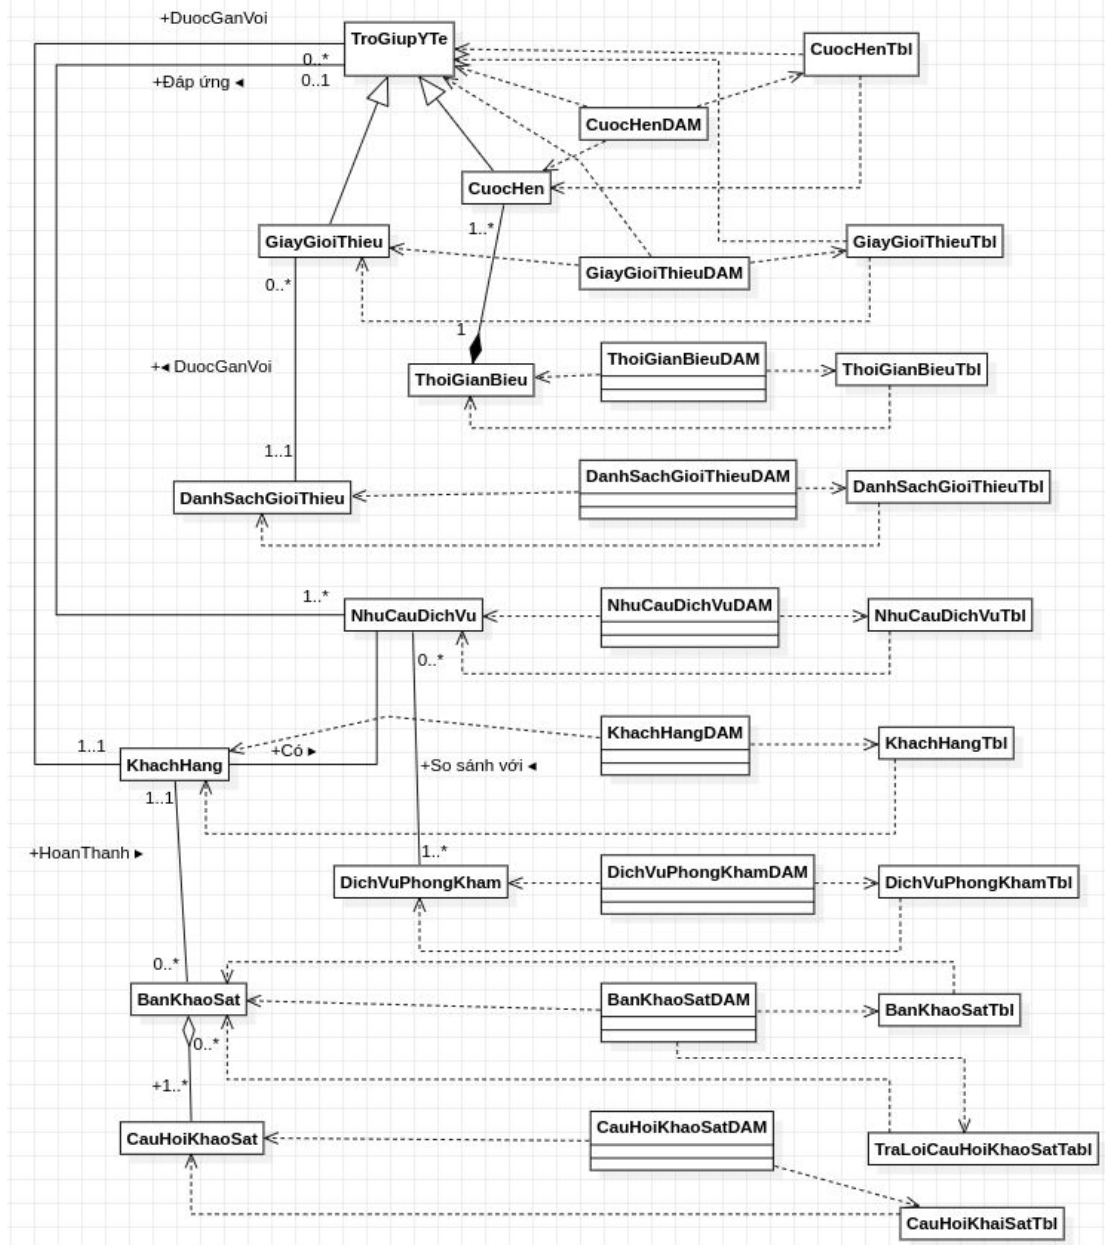 +DuocGanVoi
TroGiupYTe
CuocHenTbl
0..*
+Đáp ứng ◂
0..1
CuocHenDAM
CuocHen
1..*
GiayGioiThieu
GiayGioiThieuTbl
GiayGioiThieuDAM
0..*
1
ThoiGianBieuDAM
+◂ DuocGanVoi
ThoiGianBieu
ThoiGianBieuTbl
1..1
DanhSachGioiThieuDAM
DanhSachGioiThieu
DanhSachGioiThieuTbl
1..*
NhuCauDichVuDAM
NhuCauDichVu
NhuCauDichVuTbl
0..*
KhachHangDAM
1..1
+Có ▸
KhachHangTbl
KhachHang
+So sánh với ◂
1..1
+HoanThanh ▸
1..*
DichVuPhongKhamDAM
DichVuPhongKham
DichVuPhongKhamTbl
0..*
BanKhaoSat
BanKhaoSatDAM
BanKhaoSatTbl
0..*
+1..*
CauHoiKhaoSat
CauHoiKhaoSatDAM
TraLoiCauHoiKhaoSatTabl
CauHoiKhaiSatTbl